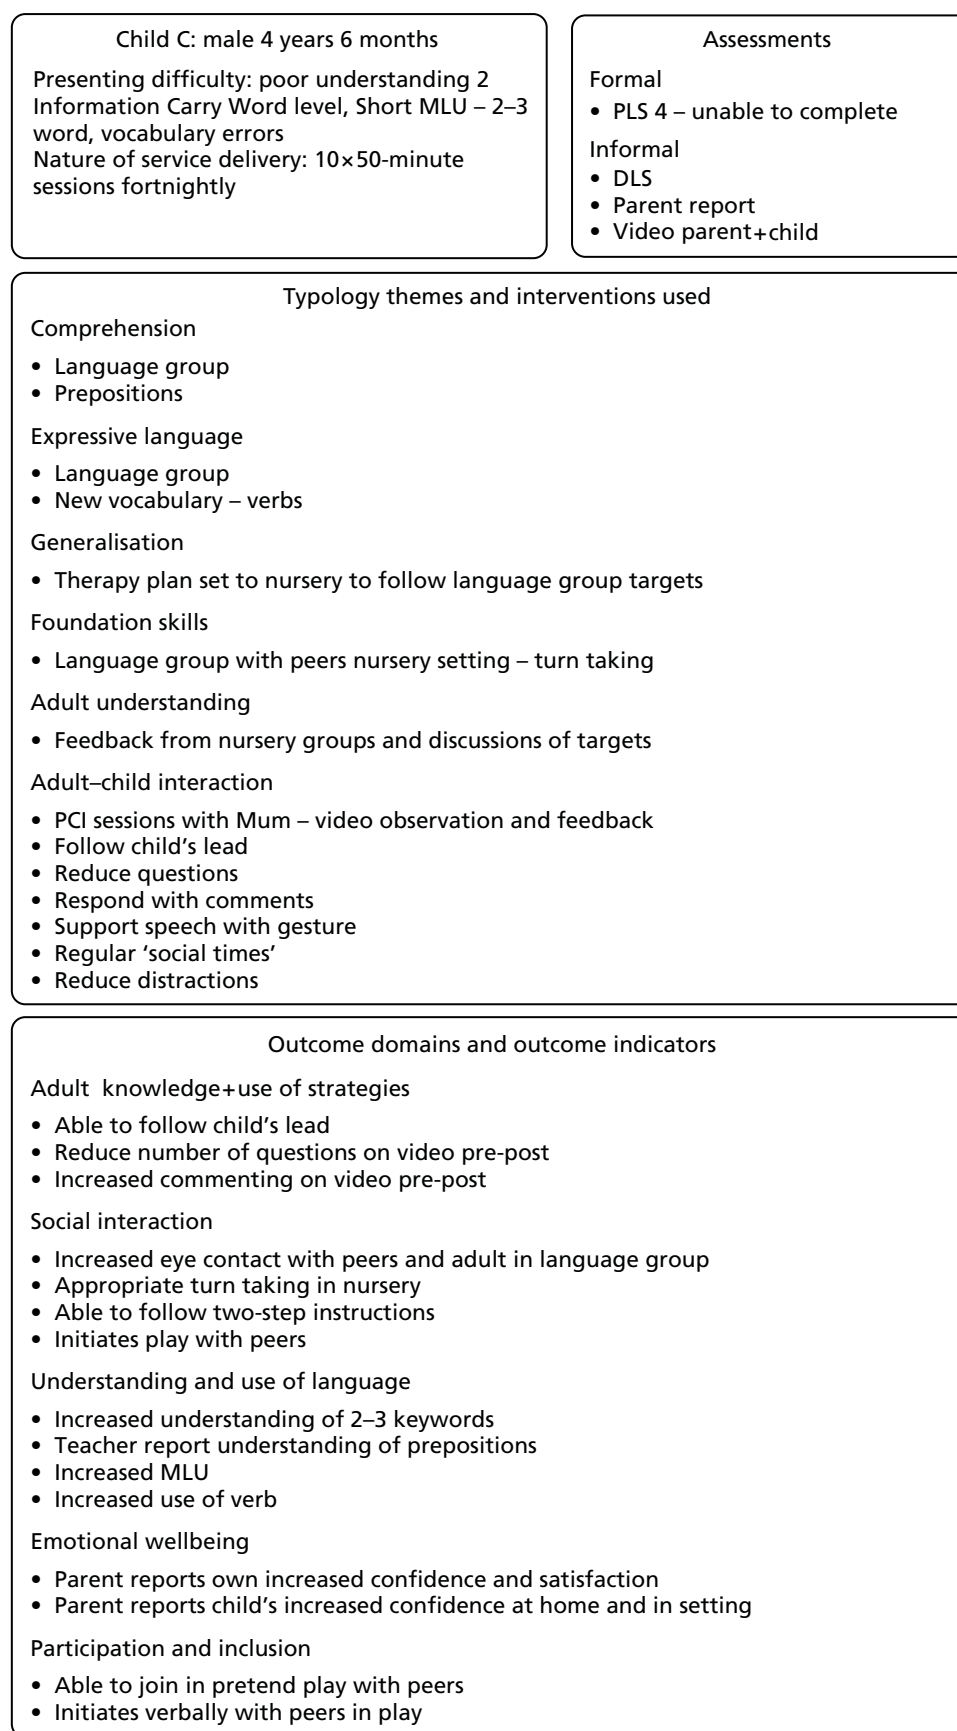 Child C: male 4 years 6 months
Presenting difficulty: poor understanding 2
Information Carry Word level, Short MLU – 2–3
word, vocabulary errors
Nature of service delivery: 10×50-minute
sessions fortnightly
Assessments
Formal
• PLS 4 – unable to complete
Informal
• DLS
• Parent report
• Video parent+child
Typology themes and interventions used
Comprehension
• Language group
• Prepositions
Expressive language
• Language group
• New vocabulary – verbs
Generalisation
• Therapy plan set to nursery to follow language group targets
Foundation skills
• Language group with peers nursery setting – turn taking
Adult understanding
• Feedback from nursery groups and discussions of targets
Adult–child interaction
• PCI sessions with Mum – video observation and feedback
• Follow child’s lead
• Reduce questions
• Respond with comments
• Support speech with gesture
• Regular ‘social times’
• Reduce distractions
Outcome domains and outcome indicators
Adult knowledge+use of strategies
• Able to follow child’s lead
• Reduce number of questions on video pre-post
• Increased commenting on video pre-post
Social interaction
• Increased eye contact with peers and adult in language group
• Appropriate turn taking in nursery
• Able to follow two-step instructions
• Initiates play with peers
Understanding and use of language
• Increased understanding of 2–3 keywords
• Teacher report understanding of prepositions
• Increased MLU
• Increased use of verb
Emotional wellbeing
• Parent reports own increased confidence and satisfaction
• Parent reports child’s increased confidence at home and in setting
Participation and inclusion
• Able to join in pretend play with peers
• Initiates verbally with peers in play